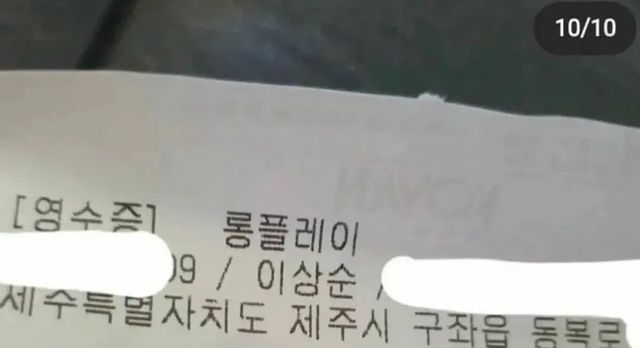 10/10
[영수증] 롱플레이
09 / 이상순 /
제주특별자치도 제주시 구좌읍 동복로